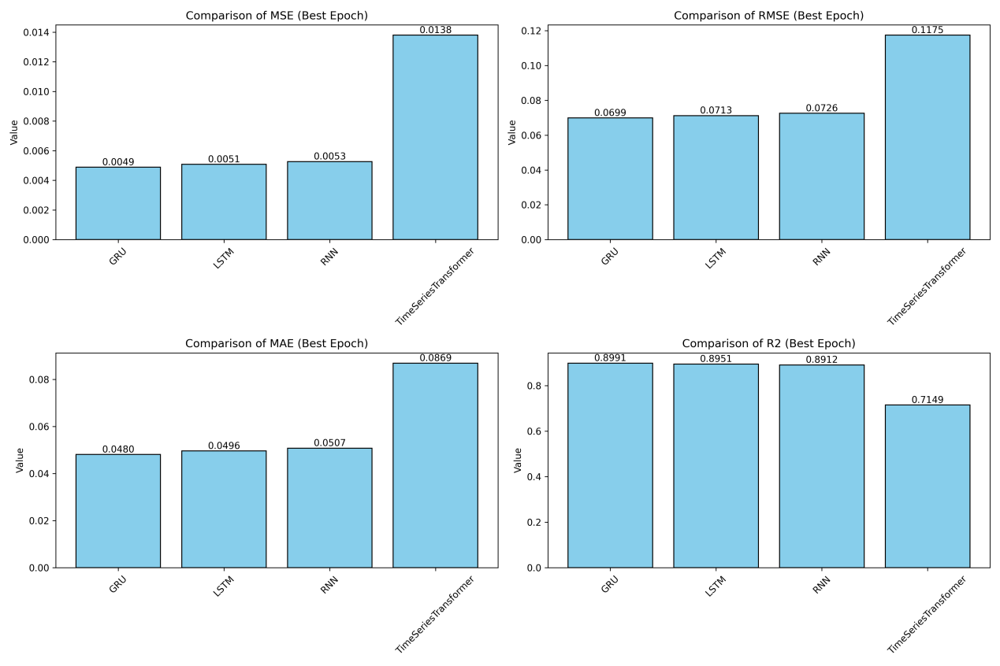 Comparison of MSE (Best Epoch)
Value
0.014
0.012
0.010
0.008
0.006
0.004
0.002
0.000
0.0049
0.0051
0.0053
0.0138
GRU
LSTM
RNN
TimeSeriesTransformer
Comparison of RMSE (Best Epoch)
Value
0.12
0.10
0.08
0.06
0.04
0.02
0.00
0.0699
0.0713
0.0726
0.1175
GRU
LSTM
RNN
TimeSeriesTransformer
Comparison of MAE (Best Epoch)
Value
0.08
0.06
0.04
0.02
0.00
0.0480
0.0496
0.0507
0.0869
GRU
LSTM
RNN
TimeSeriesTransformer
Comparison of R2 (Best Epoch)
Value
0.8
0.6
0.4
0.2
0.0
0.8991
0.8951
0.8912
0.7149
GRU
LSTM
RNN
TimeSeriesTransformer